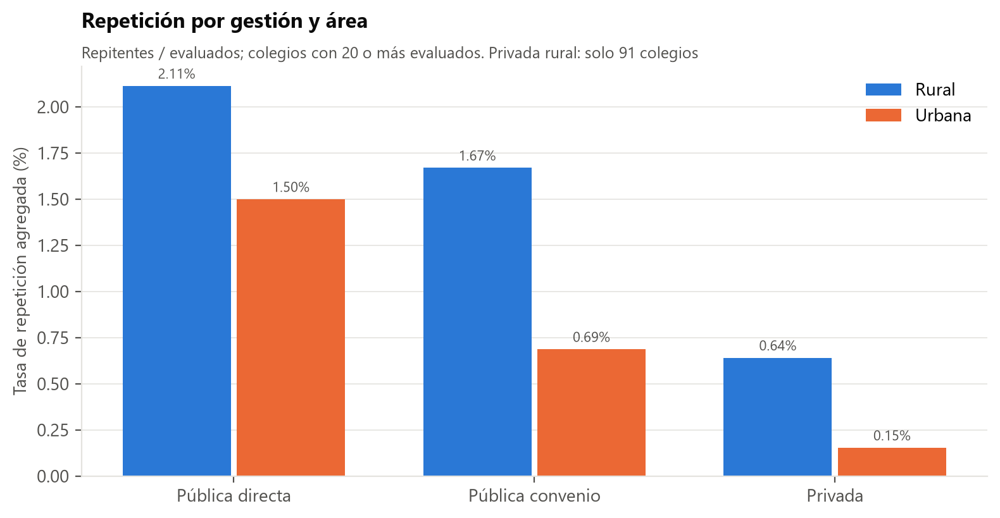 Repetición por gestión y área
Repitentes / evaluados; colegios con 20 o más evaluados. Privada rural: solo 91 colegios
Tasa de repetición agregada (%)
2.00
1.75
1.50
1.25
1.00
0.75
0.50
0.25
0.00
2.11%
1.50%
1.67%
0.69%
0.64%
0.15%
Rural
Urbana
Pública directa
Pública convenio
Privada